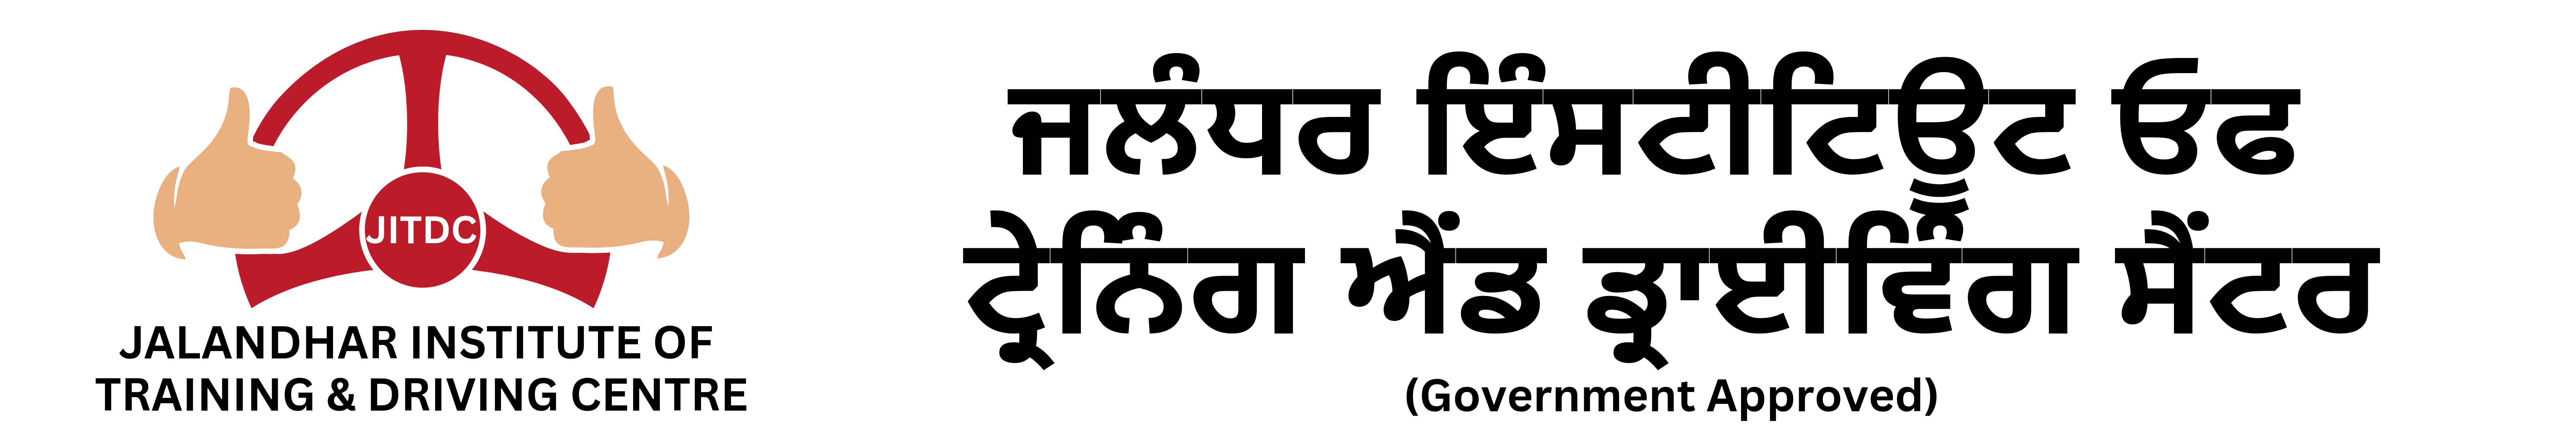 JITDC
JALANDHAR INSTITUTE OF
TRAINING & DRIVING CENTRE
ਜਲੰਧਰ ਇੰਸਟੀਟਿਊਟ ਓਫ
ਟ੍ਰੇਨਿੰਗ ਐਂਡ ਡ੍ਰਾਈਵਿੰਗ ਸੈਂਟਰ
(Government Approved)